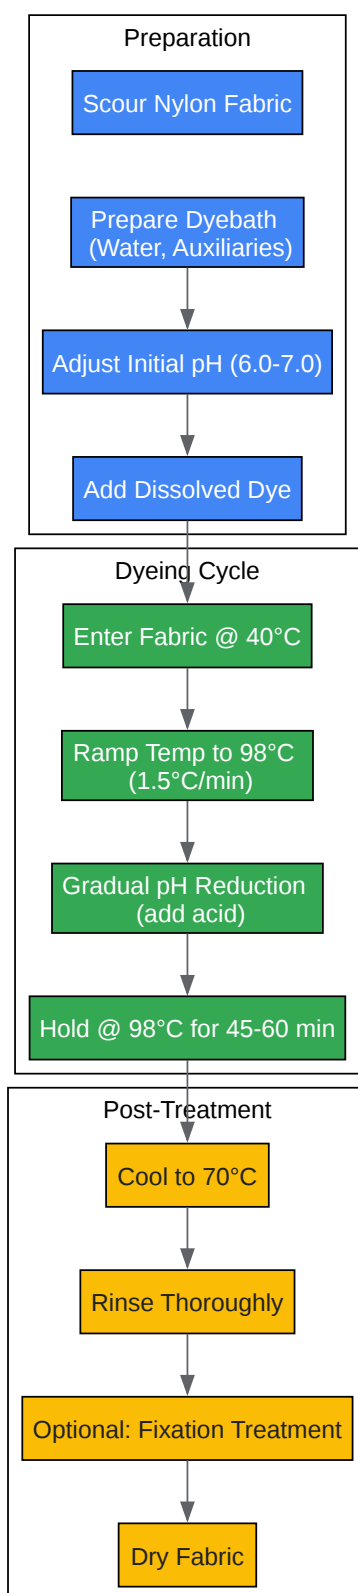 Preparation
Scour Nylon Fabric
Prepare Dyebath
(Water, Auxiliaries)
Adjust Initial pH (6.0-7.0)
Add Dissolved Dye
Dyeing Cycle
Enter Fabric @ 40°C
Ramp Temp to 98°C
(1.5°C/min)
Gradual pH Reduction
(add acid)
Hold @ 98°C for 45-60 min
Post-Treatment
Cool to 70°C
Rinse Thoroughly
Optional: Fixation Treatment
Dry Fabric